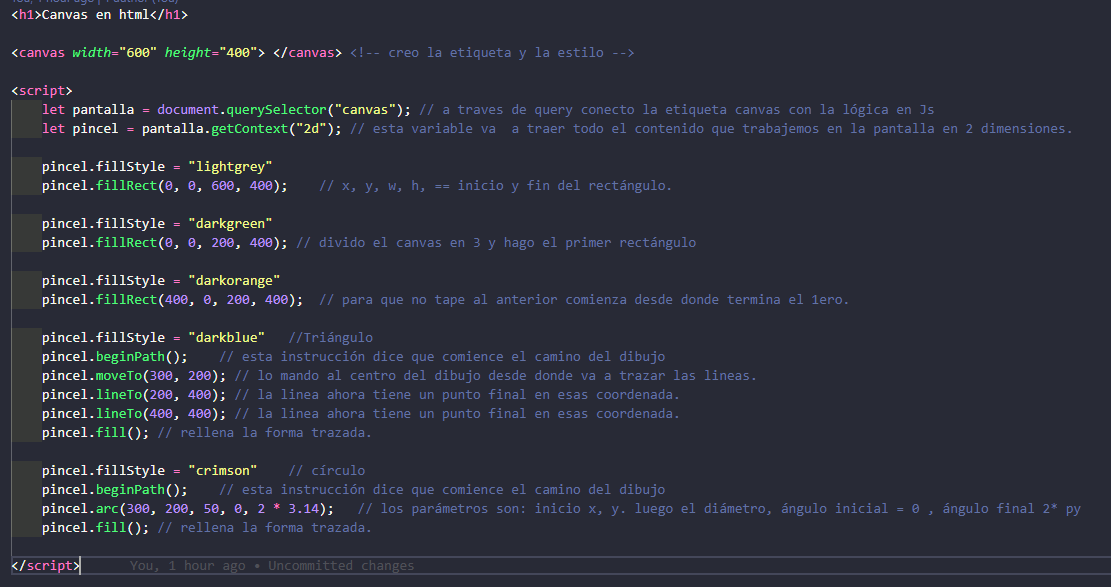 <h1>Canvas en html</h1>
<canvas width="600" height="400"> </canvas> <!-- creo la etiqueta y la estilo -->
<script>
let pantalla = document.querySelector("canvas"); // a traves de query conecto la etiqueta canvas con la lógica en Js
let pincel = pantalla.getContext("2d"); // esta variable va  a traer todo el contenido que trabajemos en la pantalla en 2 dimensiones.
pincel.fillStyle = "lightgrey"
pincel.fillRect(0, 0, 600, 400);    // x, y, w, h, == inicio y fin del rectángulo.
pincel.fillStyle = "darkgreen"
pincel.fillRect(0, 0, 200, 400); // divido el canvas en 3 y hago el primer rectángulo
pincel.fillStyle = "darkorange"
pincel.fillRect(400, 0, 200, 400);  // para que no tape al anterior comienza desde donde termina el 1ero.
pincel.fillStyle = "darkblue"   //Triángulo
pincel.beginPath();    // esta instrucción dice que comience el camino del dibujo
pincel.moveTo(300, 200); // lo mando al centro del dibujo desde donde va a trazar las lineas.
pincel.lineTo(200, 400); // la linea ahora tiene un punto final en esas coordenada.
pincel.lineTo(400, 400); // la linea ahora tiene un punto final en esas coordenada.
pincel.fill(); // rellena la forma trazada.
pincel.fillStyle = "crimson"    // círculo
pincel.beginPath();    // esta instrucción dice que comience el camino del dibujo
pincel.arc(300, 200, 50, 0, 2 * 3.14);   // los parámetros son: inicio x, y. luego el diámetro, ángulo inicial = 0 , ángulo final 2* py
pincel.fill(); // rellena la forma trazada.
</script>      You, 1 hour ago • Uncommitted changes